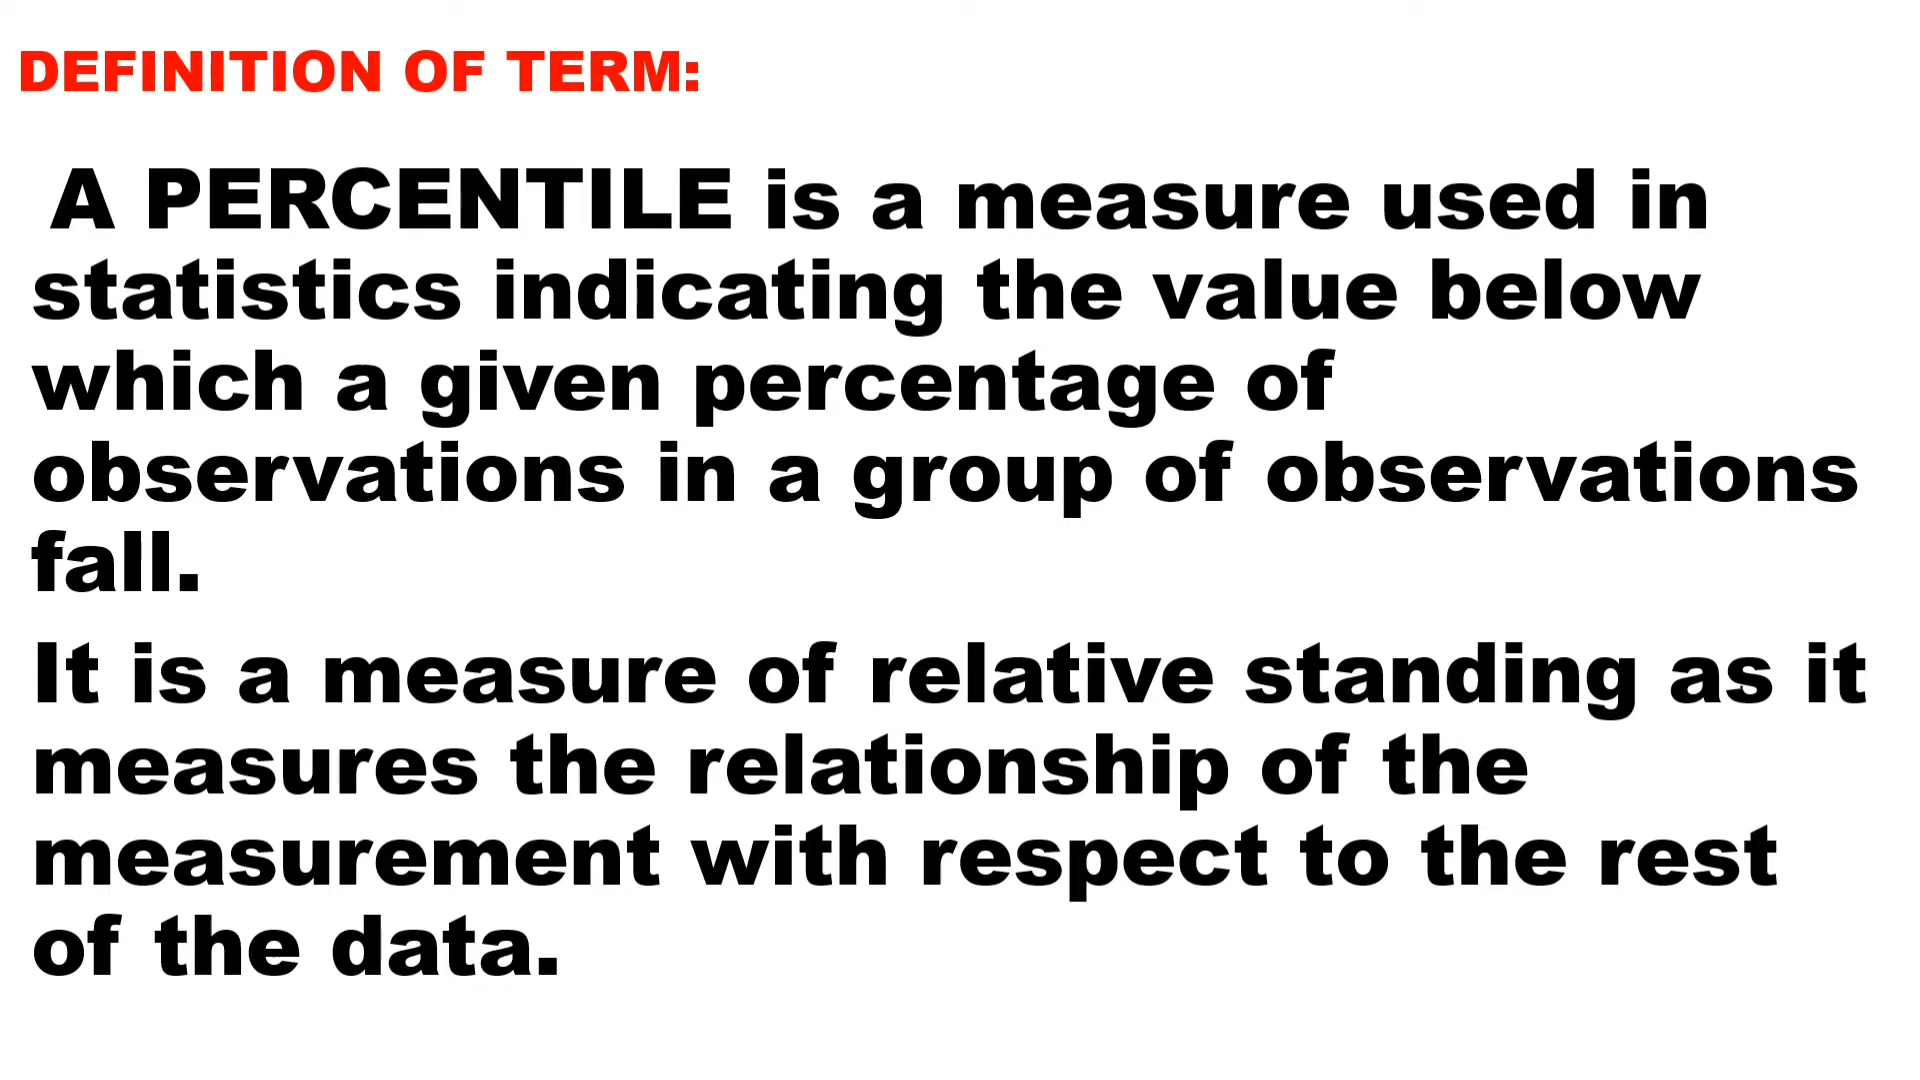 DEFINITION OF TERM:
A PERCENTILE is a measure used in
statistics indicating the value below
which a given percentage of
observations in a group of observations
fall.
It is a measure of relative standing as it
measures the relationship of the
measurement with respect to the rest
of the data.